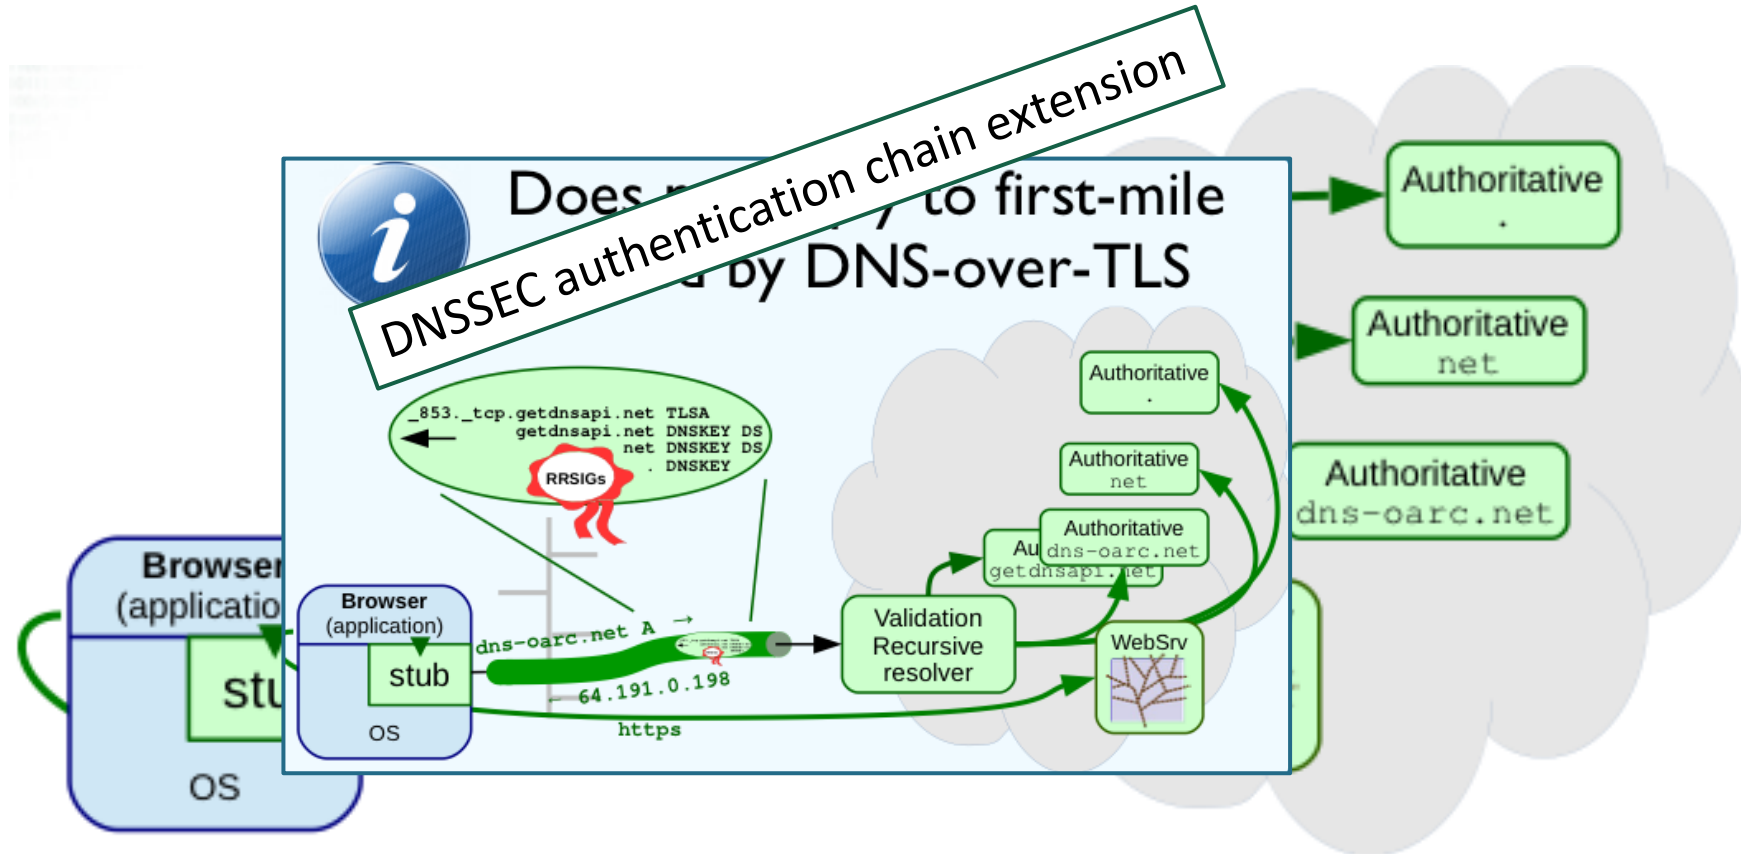 DNSSEC authentication chain extension
Does to first-mile
by DNS-over-TLS
i
Authoritative
.
Authoritative
net
Authoritative
dns-oarc.net
_853._tcp.getdnsapi.net TLSA
getdnsapi.net DNSKEY DS
net DNSKEY DS
. DNSKEY
RRSIGs
Authoritative
.
Authoritative
net
Authoritative
dns-oarc.net
getdnsapi.net
Browser
(application)
stub
OS
dns-oarc.net A →
← 64.191.0.198
https
Validation
Recursive
resolver
WebSrv
Browser
OS